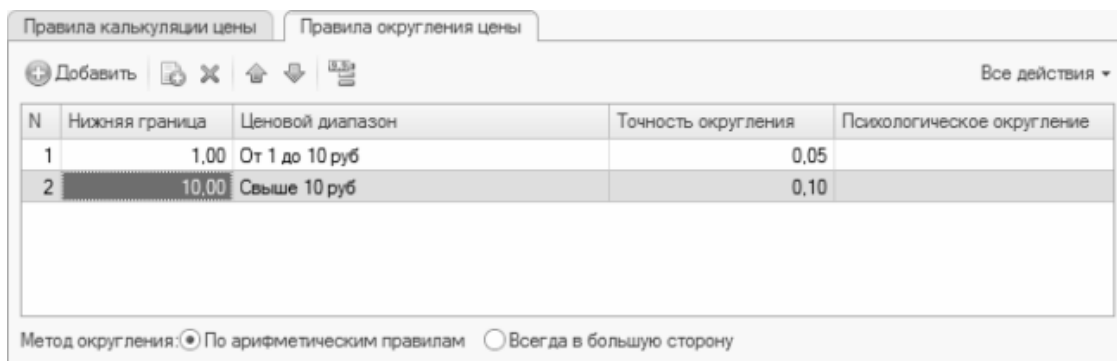 Правила калькуляции цены Правила округления цены
Добавить Все действия
N Нижняя граница Ценовой диапазон Точность округления Психологическое округление
1 1,00 От 1 до 10 руб 0,05
2 10,00 Свыше 10 руб 0,10
Метод округления: По арифметическим правилам Всегда в большую сторону